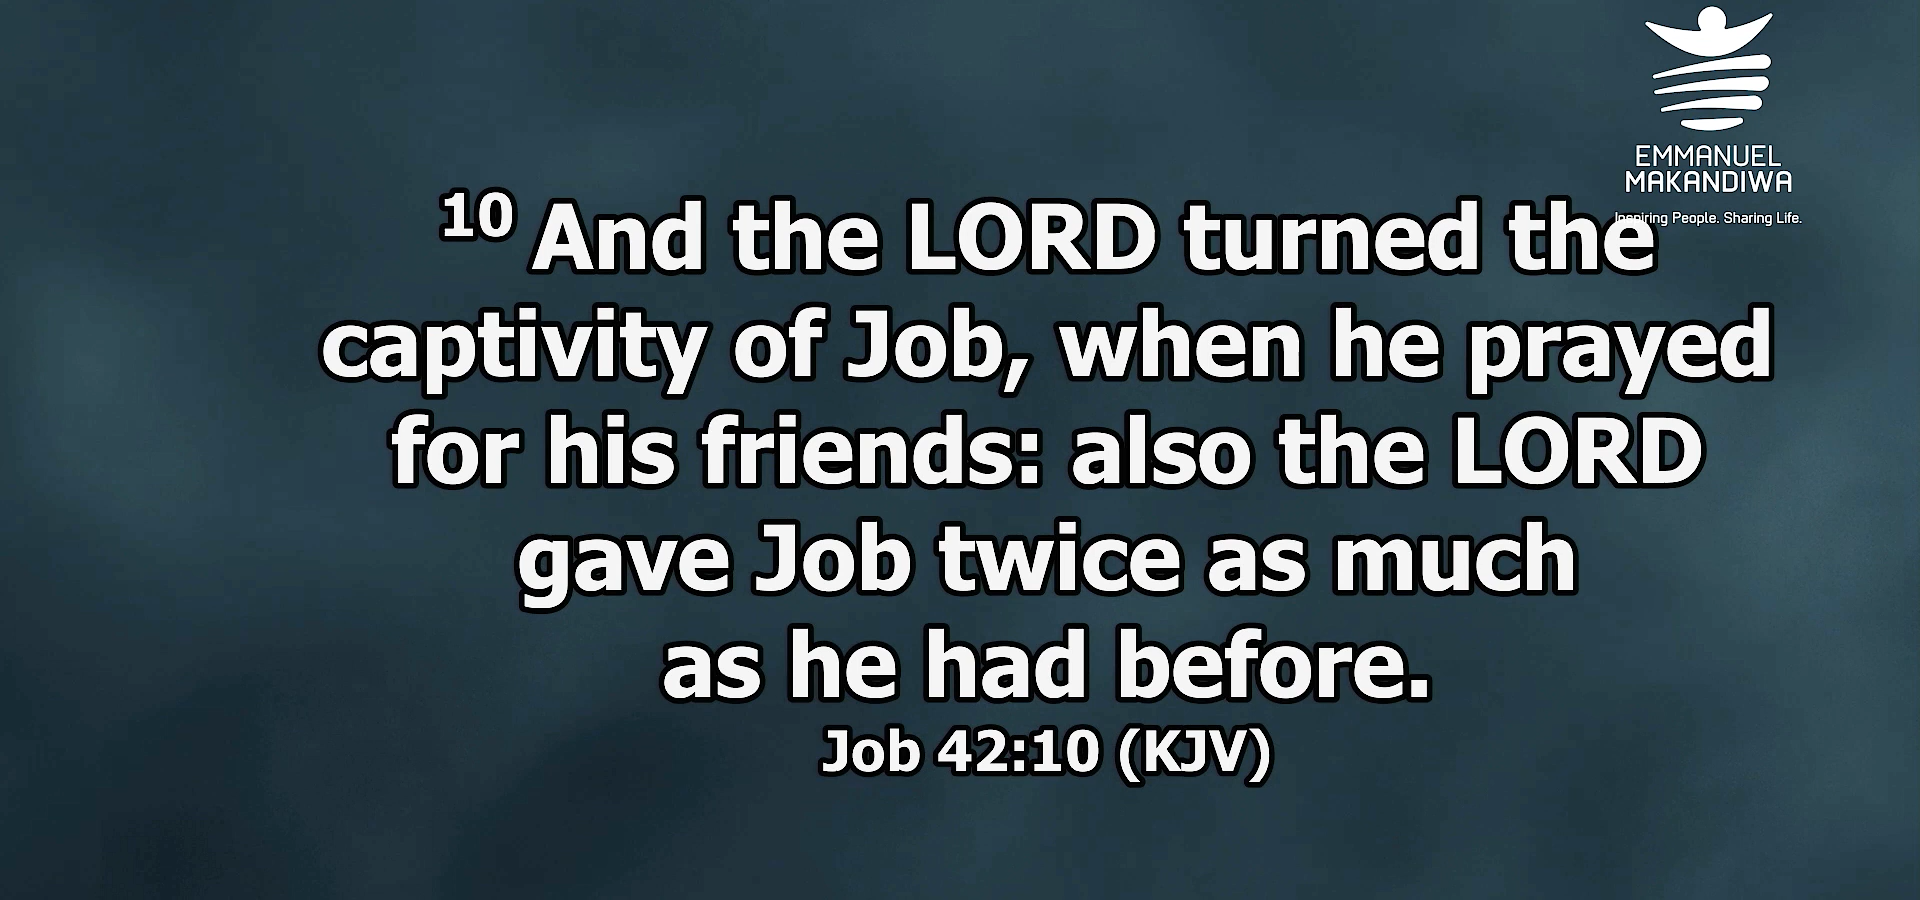 EMMANUEL
MAKANDIWA
Inspiring People. Sharing Life.
10 And the LORD turned the
captivity of Job, when he prayed
for his friends: also the LORD
gave Job twice as much
as he had before.
Job 42:10 (KJV)